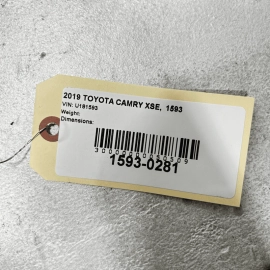 2019 TOYOTA CAMRY XSE, 1593
VIN: U181593
Weight:
Dimensions:
1593-0281